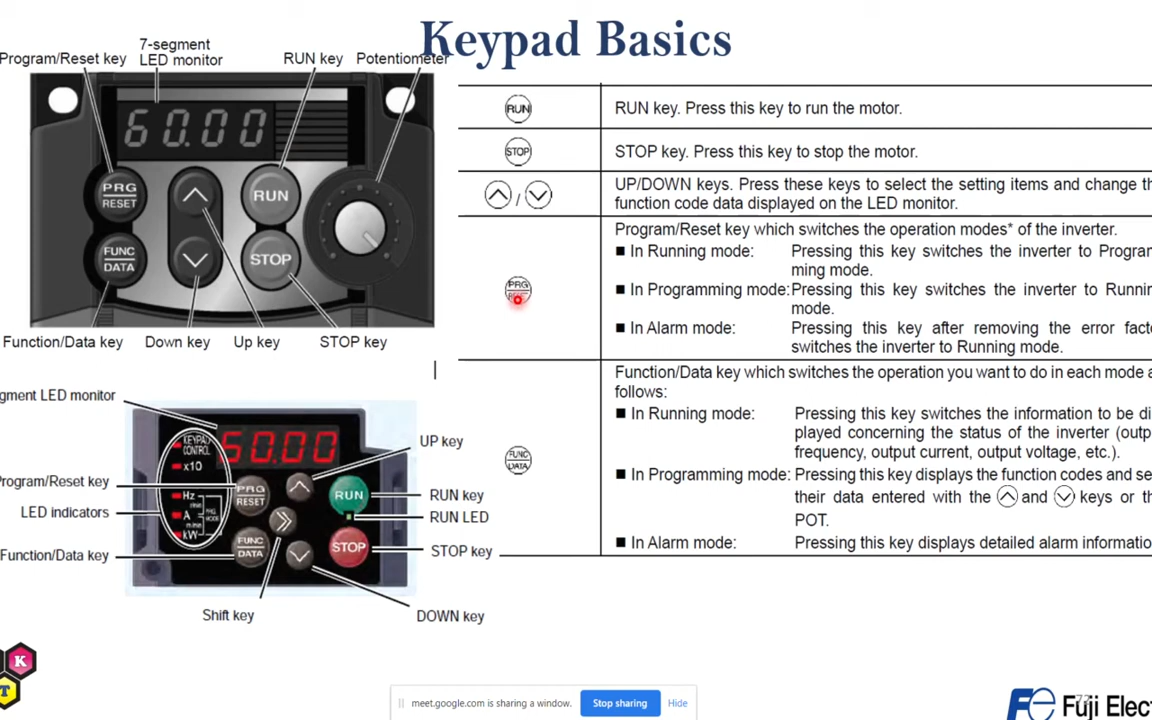 Keypad Basics
Program/Reset key
7-segment
LED monitor
RUN key
Potentiometer
60.00
PRG
RESET
RUN
FUNC
DATA
STOP
Function/Data key
Down key
Up key
STOP key
gment LED monitor
KEYPAD
CONTROL
x10
Hz
A
kW
PRG
MODE
60.00
PRG
RESET
RUN
FUNC
DATA
STOP
UP key
Program/Reset key
RUN key
LED indicators
RUN LED
Function/Data key
STOP key
Shift key
DOWN key
RUN
RUN key. Press this key to run the motor.
STOP
STOP key. Press this key to stop the motor.
/
UP/DOWN keys. Press these keys to select the setting items and change th
function code data displayed on the LED monitor.
PRG
Program/Reset key which switches the operation modes* of the inverter.
■ In Running mode: Pressing this key switches the inverter to Program
ming mode.
■ In Programming mode: Pressing this key switches the inverter to Runnin
mode.
■ In Alarm mode: Pressing this key after removing the error facto
switches the inverter to Running mode.
FUNC
DATA
Function/Data key which switches the operation you want to do in each mode a
follows:
■ In Running mode: Pressing this key switches the information to be di
played concerning the status of the inverter (outp
frequency, output current, output voltage, etc.).
■ In Programming mode: Pressing this key displays the function codes and se
their data entered with the and keys or th
POT.
■ In Alarm mode: Pressing this key displays detailed alarm informatio
K
T
meet.google.com is sharing a window.
Stop sharing
Hide
Fe Fuji Elect